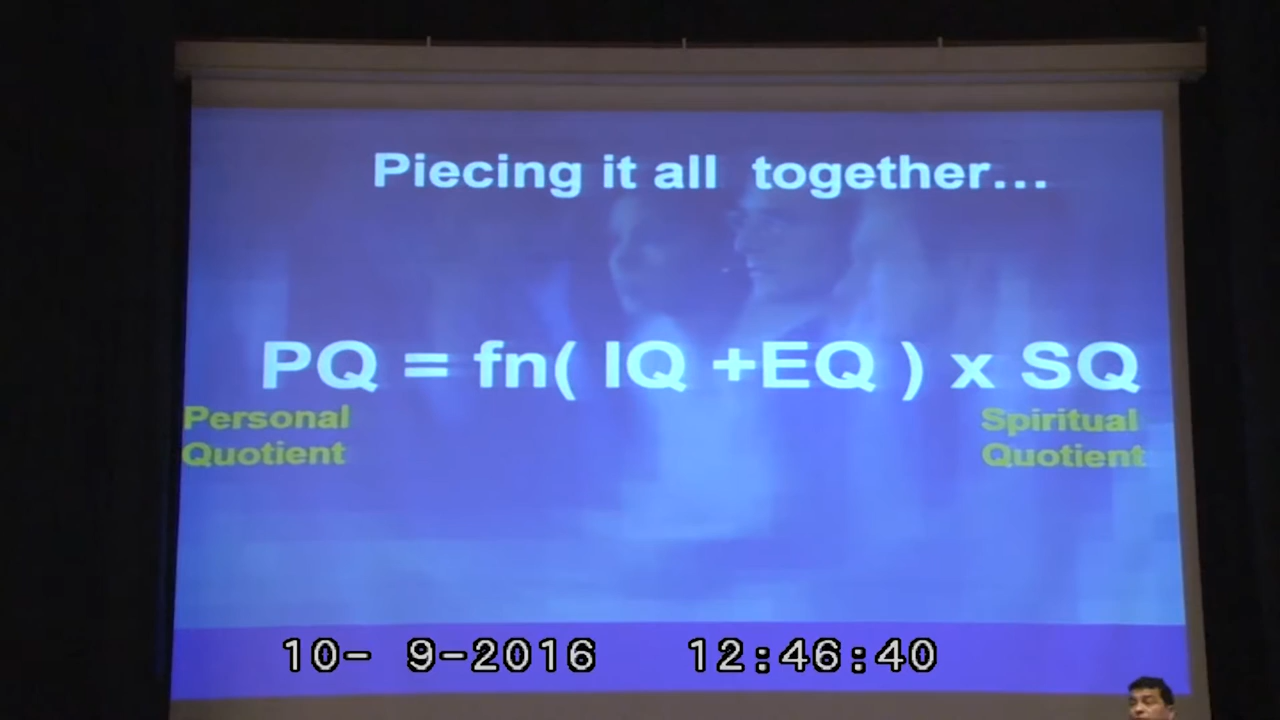 Piecing it all together...
PQ = fn( IQ +EQ ) x SQ
Personal
Quotient
Spiritual
Quotient
10- 9-2016 12:46:40